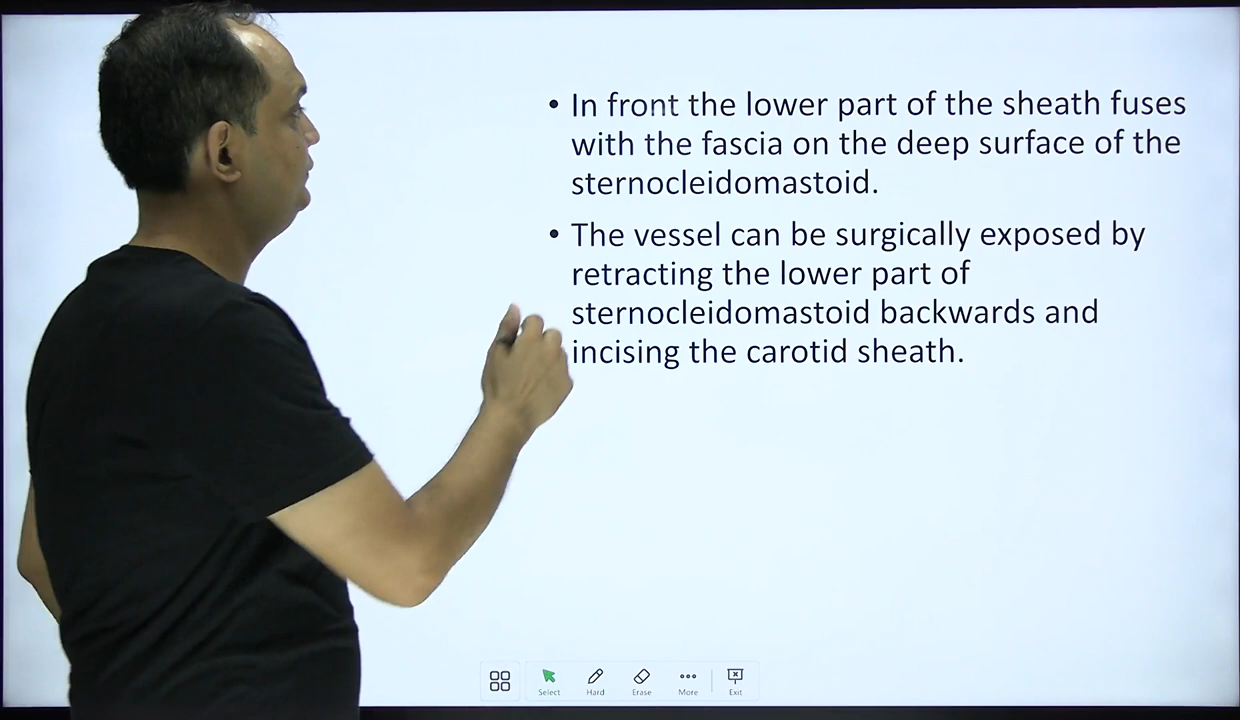 • In front the lower part of the sheath fuses
with the fascia on the deep surface of the
sternocleidomastoid.
• The vessel can be surgically exposed by
retracting the lower part of
sternocleidomastoid backwards and
incising the carotid sheath.
Select Hard Erase More Exit